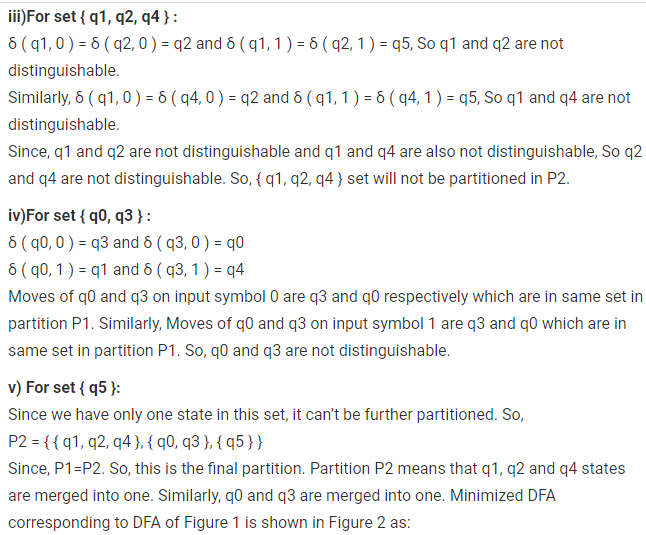 iii)For set { q1, q2, q4 } :
δ ( q1, 0 ) = δ ( q2, 0 ) = q2 and δ ( q1, 1 ) = δ ( q2, 1 ) = q5, So q1 and q2 are not
distinguishable.
Similarly, δ ( q1, 0 ) = δ ( q4, 0 ) = q2 and δ ( q1, 1 ) = δ ( q4, 1 ) = q5, So q1 and q4 are not
distinguishable.
Since, q1 and q2 are not distinguishable and q1 and q4 are also not distinguishable, So q2
and q4 are not distinguishable. So, { q1, q2, q4 } set will not be partitioned in P2.
iv)For set { q0, q3 } :
δ ( q0, 0 ) = q3 and δ ( q3, 0 ) = q0
δ ( q0, 1 ) = q1 and δ ( q3, 1 ) = q4
Moves of q0 and q3 on input symbol 0 are q3 and q0 respectively which are in same set in
partition P1. Similarly, Moves of q0 and q3 on input symbol 1 are q3 and q0 which are in
same set in partition P1. So, q0 and q3 are not distinguishable.
v) For set { q5 }:
Since we have only one state in this set, it can’t be further partitioned. So,
P2 = { { q1, q2, q4 }, { q0, q3 }, { q5 } }
Since, P1=P2. So, this is the final partition. Partition P2 means that q1, q2 and q4 states
are merged into one. Similarly, q0 and q3 are merged into one. Minimized DFA
corresponding to DFA of Figure 1 is shown in Figure 2 as: